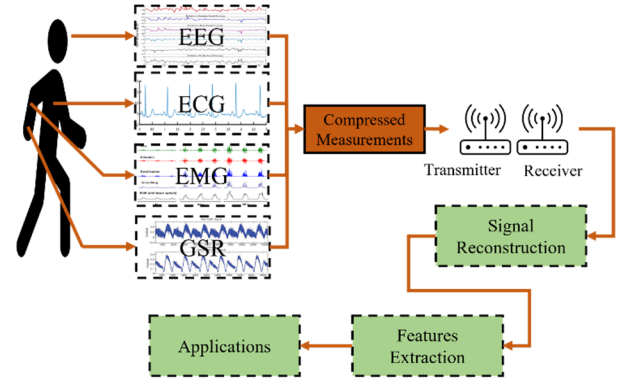 EEG
ECG
EMG
GSR
Compressed
Measurements
Transmitter
Receiver
Signal
Reconstruction
Features
Extraction
Applications